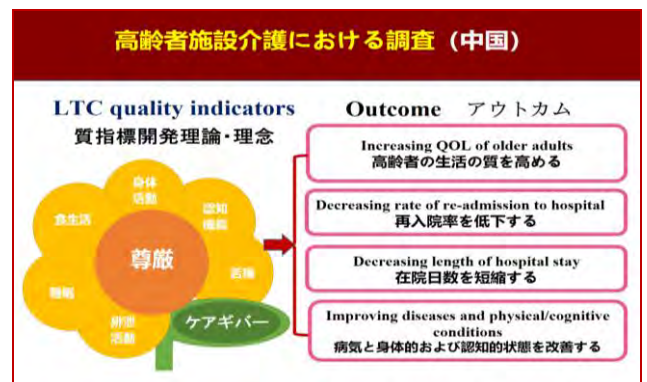 高齢者施設介護における調査 (中国)
LTC quality indicators
質指標開発理論・理念
Outcome アウトカム
身体
活動
認知
機能
食生活
尊厳
苦痛
睡眠
排泄
活動
ケアギバー
Increasing QOL of older adults
高齢者の生活の質を高める
Decreasing rate of re-admission to hospital
再入院率を低下する
Decreasing length of hospital stay
在院日数を短縮する
Improving diseases and physical/cognitive
conditions
病気と身体的および認知的状態を改善する